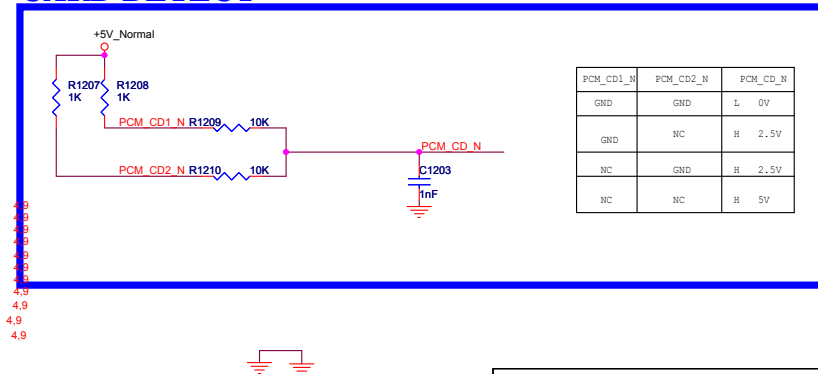 CARD DETECT
+5V_Normal
R1207
1K
R1208
1K
PCM_CD1_N R1209 10K
PCM_CD_N
PCM_CD2_N R1210 10K
C1203
1nF
PCM_CD1_N PCM_CD2_N PCM_CD_N
GND GND L 0V
GND NC H 2.5V
NC GND H 2.5V
NC NC H 5V
4,9
4,9
4,9
4,9
4,9
4,9
4,9
4,9
4,9
4,9
4,9